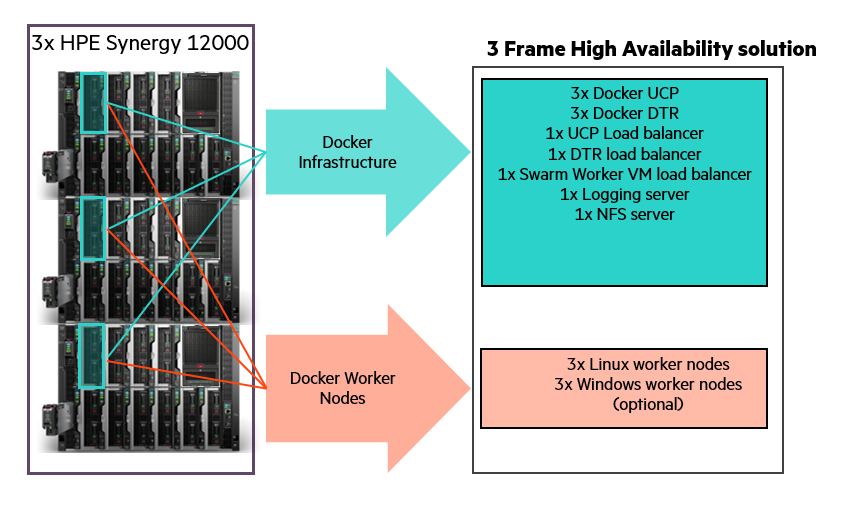 3x HPE Synergy 12000
3 Frame High Availability solution
Docker
Infrastructure
3x Docker UCP
3x Docker DTR
1x UCP Load balancer
1x DTR load balancer
1x Swarm Worker VM load balancer
1x Logging server
1x NFS server
Docker Worker
Nodes
3x Linux worker nodes
3x Windows worker nodes
(optional)